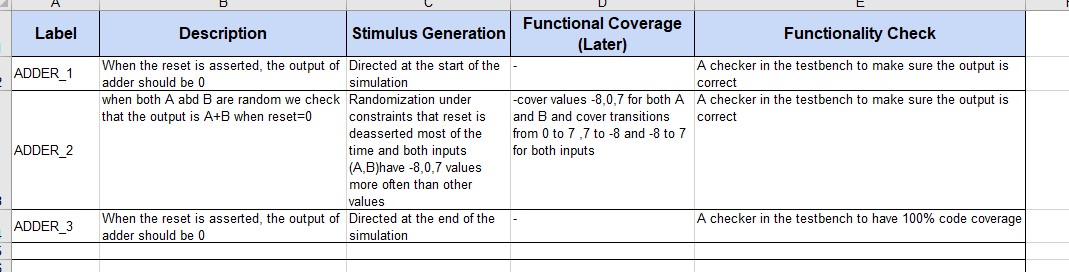 A B C D E
Label Description Stimulus Generation Functional Coverage (Later) Functionality Check
ADDER_1
When the reset is asserted, the output of
adder should be 0
Directed at the start of the
simulation
-
A checker in the testbench to make sure the output is
correct
ADDER_2
when both A abd B are random we check
that the output is A+B when reset=0
Randomization under
constraints that reset is
deasserted most of the
time and both inputs
(A,B)have -8,0,7 values
more often than other
values
-cover values -8,0,7 for both A
and B and cover transitions
from 0 to 7 ,7 to -8 and -8 to 7
for both inputs
A checker in the testbench to make sure the output is
correct
ADDER_3
When the reset is asserted, the output of
adder should be 0
Directed at the end of the
simulation
-
A checker in the testbench to have 100% code coverage